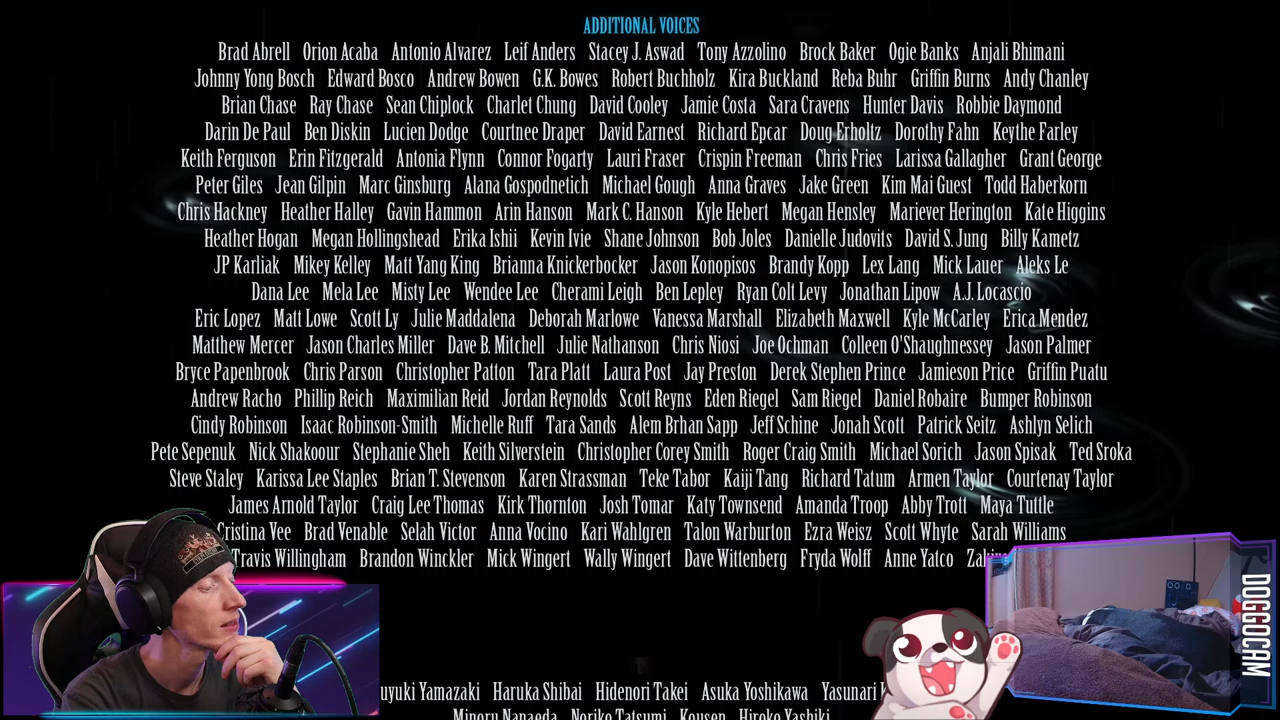 ADDITIONAL VOICES
Brad Abrell Orion Acaba Antonio Alvarez Leif Anders Stacey J. Aswad Tony Azzolino Brock Baker Ogie Banks Anjali Bhimani
Johnny Yong Bosch Edward Bosco Andrew Bowen G.K. Bowes Robert Buchholz Kira Buckland Reba Buhr Griffin Burns Andy Chanley
Brian Chase Ray Chase Sean Chiplock Charlet Chung David Cooley Jamie Costa Sara Cravens Hunter Davis Robbie Daymond
Darin De Paul Ben Diskin Lucien Dodge Courtnee Draper David Earnest Richard Epcar Doug Erholtz Dorothy Fahn Keythe Farley
Keith Ferguson Erin Fitzgerald Antonia Flynn Connor Fogarty Lauri Fraser Crispin Freeman Chris Fries Larissa Gallagher Grant George
Peter Giles Jean Gilpin Marc Ginsburg Alana Gospodnetich Michael Gough Anna Graves Jake Green Kim Mai Guest Todd Haberkorn
Chris Hackney Heather Halley Gavin Hammon Arin Hanson Mark C. Hanson Kyle Hebert Megan Hensley Mariever Herington Kate Higgins
Heather Hogan Megan Hollingshead Erika Ishii Kevin Ivie Shane Johnson Bob Joles Danielle Judovits David S. Jung Billy Kametz
JP Karliak Mikey Kelley Matt Yang King Brianna Knickerbocker Jason Konopisos Brandy Kopp Lex Lang Mick Lauer Aleks Le
Dana Lee Mela Lee Misty Lee Wendee Lee Cherami Leigh Ben Lepley Ryan Colt Levy Jonathan Lipow A.J. Locascio
Eric Lopez Matt Lowe Scott Ly Julie Maddalena Deborah Marlowe Vanessa Marshall Elizabeth Maxwell Kyle McCarley Erica Mendez
Matthew Mercer Jason Charles Miller Dave B. Mitchell Julie Nathanson Chris Niosi Joe Ochman Colleen O'Shaughnessey Jason Palmer
Bryce Papenbrook Chris Parson Christopher Patton Tara Platt Laura Post Jay Preston Derek Stephen Prince Jamieson Price Griffin Puatu
Andrew Racho Phillip Reich Maximilian Reid Jordan Reynolds Scott Reyns Eden Riegel Sam Riegel Daniel Robaire Bumper Robinson
Cindy Robinson Isaac Robinson-Smith Michelle Ruff Tara Sands Alem Brhan Sapp Jeff Schine Jonah Scott Patrick Seitz Ashlyn Selich
Pete Sepenuk Nick Shakoour Stephanie Sheh Keith Silverstein Christopher Corey Smith Roger Craig Smith Michael Sorich Jason Spisak Ted Sroka
Steve Staley Karissa Lee Staples Brian T. Stevenson Karen Strassman Teke Tabor Kaiji Tang Richard Tatum Armen Taylor Courtenay Taylor
James Arnold Taylor Craig Lee Thomas Kirk Thornton Josh Tomar Katy Townsend Amanda Troop Abby Trott Maya Tuttle
Cristina Vee Brad Venable Selah Victor Anna Vocino Kari Wahlgren Talon Warburton Ezra Weisz Scott Whyte Sarah Williams
Travis Willingham Brandon Winckler Mick Wingert Wally Wingert Dave Wittenberg Fryda Wolff Anne Yatco
DOGGOCAM
Yamazaki Haruka Shibai Hidenori Takei Asuka Yoshikawa Yasunari
Minoru Nanaeda Noriko Tatsumi Kousen Hiroko Yashiki